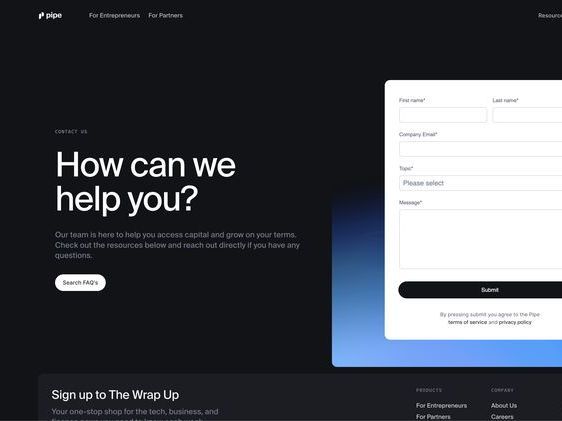 pipe
For Entrepreneurs
For Partners
CONTACT US
How can we
help you?
Our team is here to help you access capital and grow on your terms.
Check out the resources below and reach out directly if you have any
questions.
Search FAQ's
First name*
Last name*
Company Email*
Topic*
Please select
Message*
Submit
By pressing submit you agree to the Pipe
terms of service and privacy policy
Sign up to The Wrap Up
Your one-stop shop for the tech, business, and
PRODUCTS
For Entrepreneurs
For Partners
COMPANY
About Us
Careers